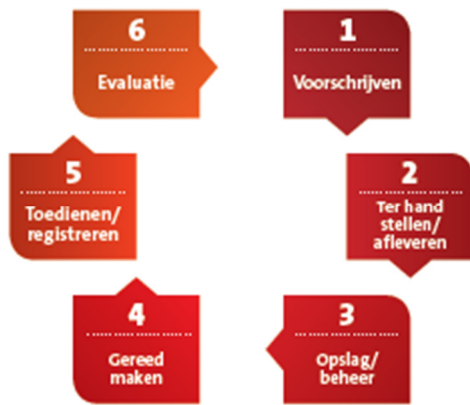 1
Voorschrijven
2
Ter hand
stellen/
afleveren
3
Opslag/
beheer
4
Gereed
maken
5
Toedienen/
registreren
6
Evaluatie